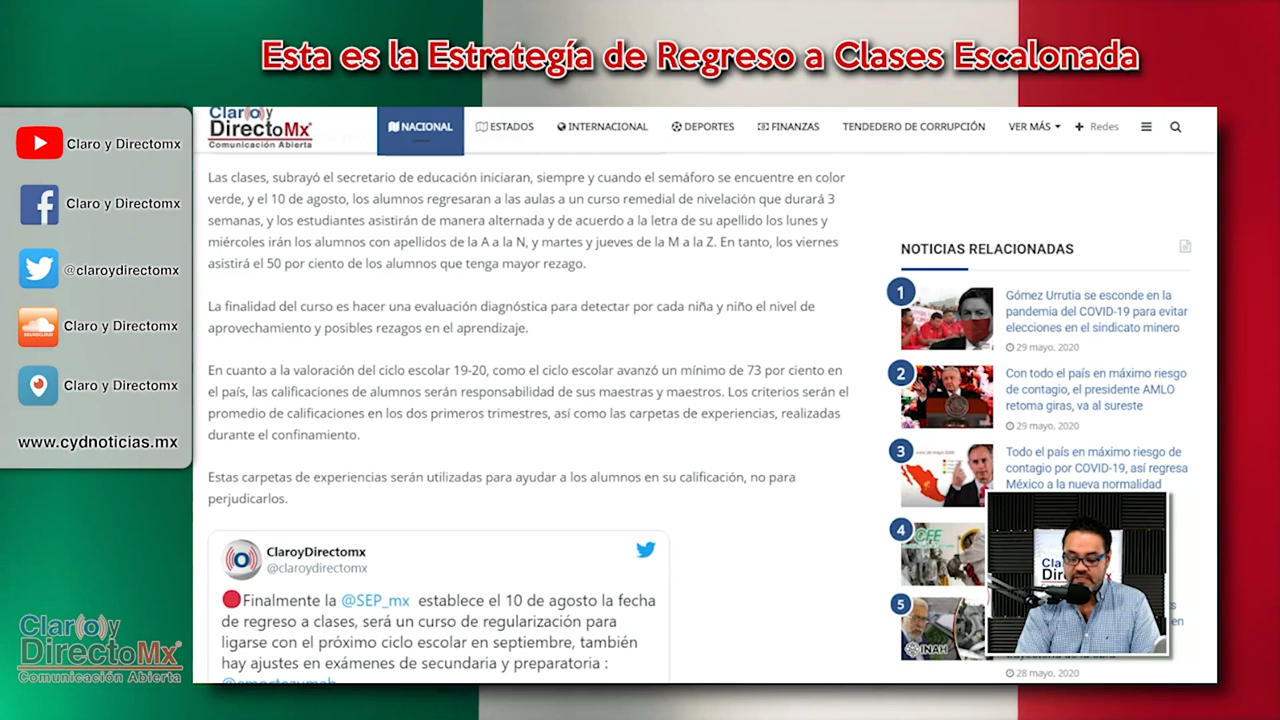 Esta es la Estrategía de Regreso a Clases Escalonada
Claro y Directomx
Claro y Directomx
@claroydirectomx
SOUNDCLOUD
Claro y Directomx
Claro y Directomx
www.cydnoticias.mx
Claroy
DirectoMx
Comunicación Abierta
Claroy
DirectoMx
Comunicación Abierta
NACIONAL
ESTADOS
INTERNACIONAL
DEPORTES
FINANZAS
TENDEDERO DE CORRUPCIÓN
VER MÁS
Redes
Las clases, subrayó el secretario de educación iniciaran, siempre y cuando el semáforo se encuentre en color
verde, y el 10 de agosto, los alumnos regresaran a las aulas a un curso remedial de nivelación que durará 3
semanas, y los estudiantes asistirán de manera alternada y de acuerdo a la letra de su apellido los lunes y
miércoles irán los alumnos con apellidos de la A a la N, y martes y jueves de la M a la Z. En tanto, los viernes
asistirá el 50 por ciento de los alumnos que tenga mayor rezago.
La finalidad del curso es hacer una evaluación diagnóstica para detectar por cada niña y niño el nivel de
aprovechamiento y posibles rezagos en el aprendizaje.
En cuanto a la valoración del ciclo escolar 19-20, como el ciclo escolar avanzó un mínimo de 73 por ciento en
el país, las calificaciones de alumnos serán responsabilidad de sus maestras y maestros. Los criterios serán el
promedio de calificaciones en los dos primeros trimestres, así como las carpetas de experiencias, realizadas
durante el confinamiento.
Estas carpetas de experiencias serán utilizadas para ayudar a los alumnos en su calificación, no para
perjudicarlos.
ClaroyDirectomx
@claroydirectomx
Finalmente la @SEP_mx establece el 10 de agosto la fecha
de regreso a clases, será un curso de regularización para
ligarse con el próximo ciclo escolar en septiembre, también
hay ajustes en exámenes de secundaria y preparatoria :
NOTICIAS RELACIONADAS
1
Gómez Urrutia se esconde en la
pandemia del COVID-19 para evitar
elecciones en el sindicato minero
29 mayo, 2020
2
Con todo el país en máximo riesgo
de contagio, el presidente AMLO
retoma giras, va al sureste
29 mayo, 2020
3
Todo el país en máximo riesgo de
contagio por COVID-19, así regresa
México a la nueva normalidad
4
CFE
5
INAH
28 mayo, 2020